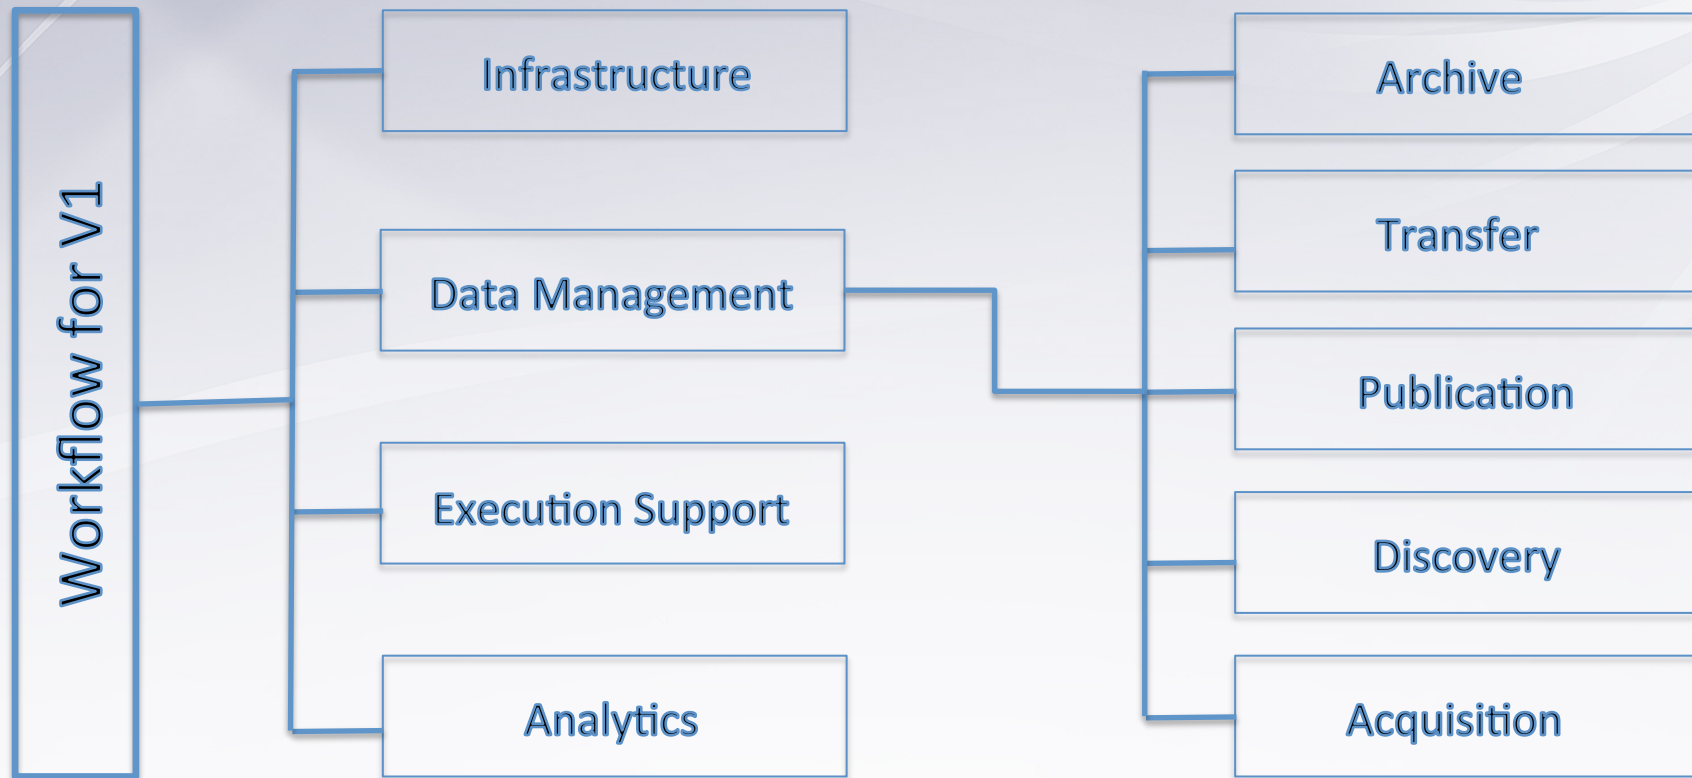 Workflow for V1
Infrastructure
Data Management
Execution Support
Analytics
Archive
Transfer
Publication
Discovery
Acquisition